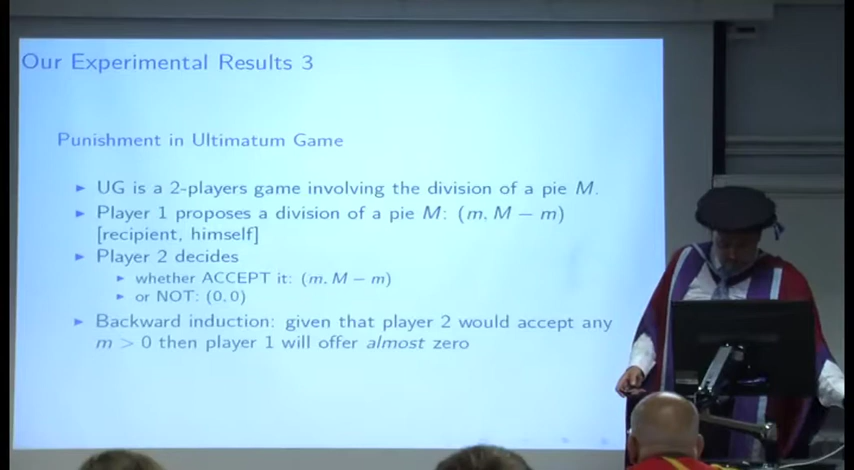 Our Experimental Results 3
Punishment in Ultimatum Game
► UG is a 2-players game involving the division of a pie M.
► Player 1 proposes a division of a pie M: (m, M − m)
[recipient, himself]
► Player 2 decides
► whether ACCEPT it: (m, M − m)
► or NOT: (0,0)
► Backward induction: given that player 2 would accept any
m > 0 then player 1 will offer almost zero